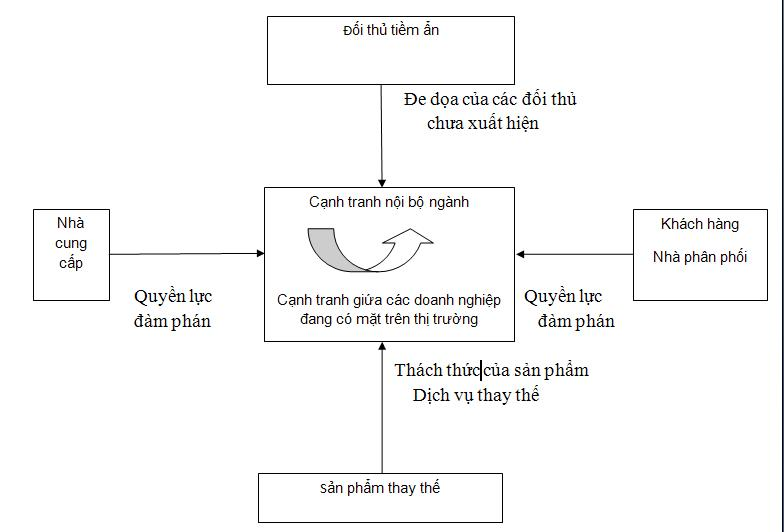 Đối thủ tiềm ẩn
Đe dọa của các đối thủ
chưa xuất hiện
Cạnh tranh nội bộ ngành
Nhà
cung
cấp
Khách hàng
Nhà phân phối
Quyền lực
đàm phán
Cạnh tranh giứa các doanh nghiệp
đang có mặt trên thị trường
Quyền lực
đàm phán
Thách thức của sản phẩm
Dịch vụ thay thế
Sản phẩm thay thế